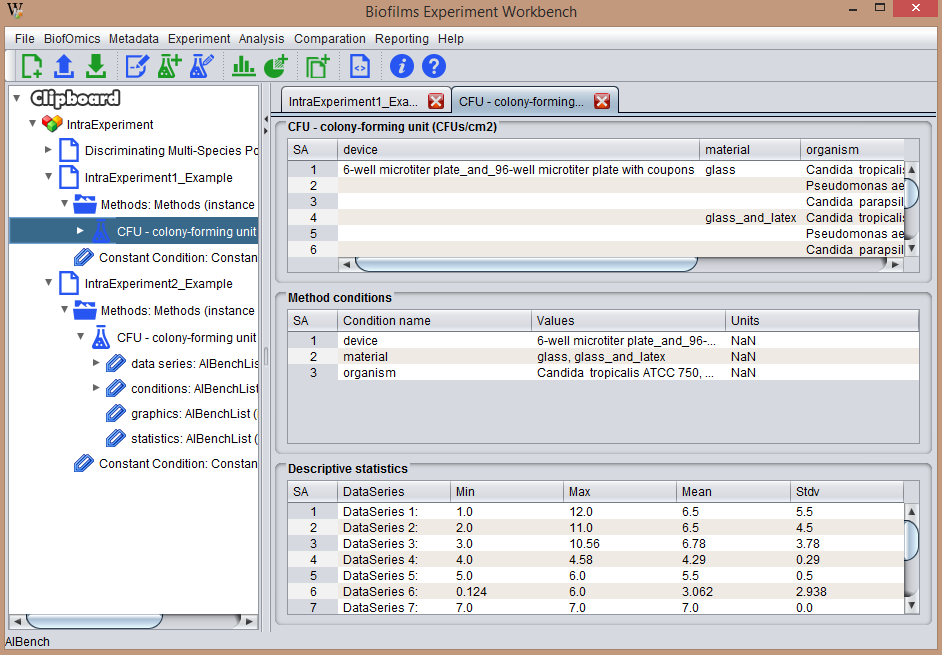 Biofilms Experiment Workbench
File BiofOmics Metadata Experiment Analysis Comparation Reporting Help
Clipboard
IntraExperiment
Discriminating Multi-Species Po
IntraExperiment1_Example
Methods: Methods (instance
CFU - colony-forming unit
Constant Condition: Constan
IntraExperiment2_Example
Methods: Methods (instance
CFU - colony-forming unit
data series: AIBenchLis
conditions: AIBenchList
graphics: AIBenchList (
statistics: AIBenchList (
Constant Condition: Constan
IntraExperiment1_Exa... CFU - colony-forming...
CFU - colony-forming unit (CFUs/cm2)
SA device material organism
1 6-well microtiter plate_and_96-well microtiter plate with coupons glass Candida tropicalis
2 Pseudomonas ae
3 Candida parapsil
4 glass_and_latex Candida tropicalis
5 Pseudomonas ae
6 Candida parapsil
Method conditions
SA Condition name Values Units
1 device 6-well microtiter plate_and_96-... NaN
2 material glass, glass_and_latex NaN
3 organism Candida tropicalis ATCC 750, ... NaN
Descriptive statistics
SA DataSeries Min Max Mean Stdv
1 DataSeries 1: 1.0 12.0 6.5 5.5
2 DataSeries 2: 2.0 11.0 6.5 4.5
3 DataSeries 3: 3.0 10.56 6.78 3.78
4 DataSeries 4: 4.0 4.58 4.29 0.29
5 DataSeries 5: 5.0 6.0 5.5 0.5
6 DataSeries 6: 0.124 6.0 3.062 2.938
7 DataSeries 7: 7.0 7.0 7.0 0.0
AIBench